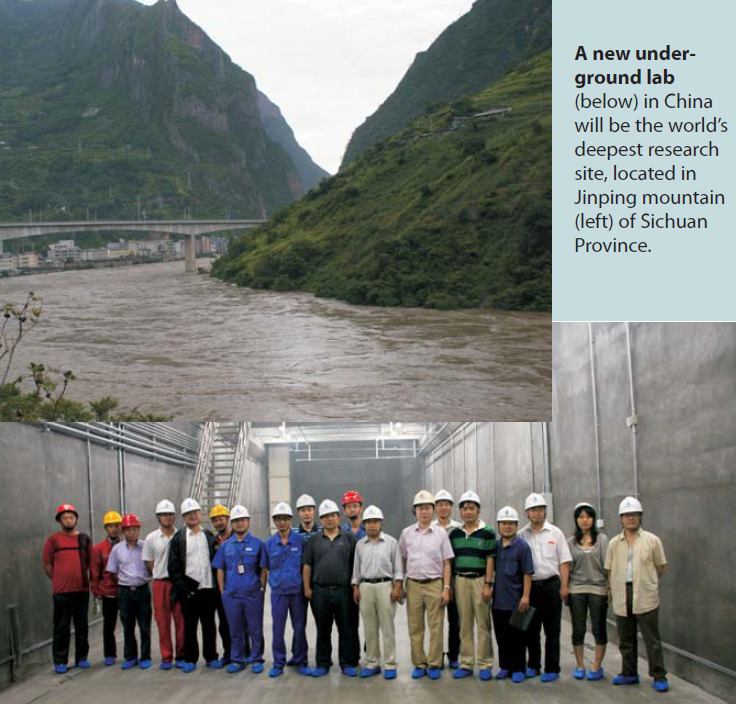 A new under-
ground lab
(below) in China
will be the world’s
deepest research
site, located in
Jinping mountain
(left) of Sichuan
Province.